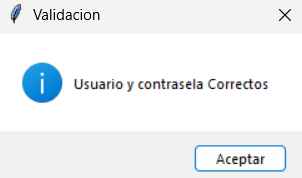 Validacion
Usuario y contrasela Correctos
Aceptar